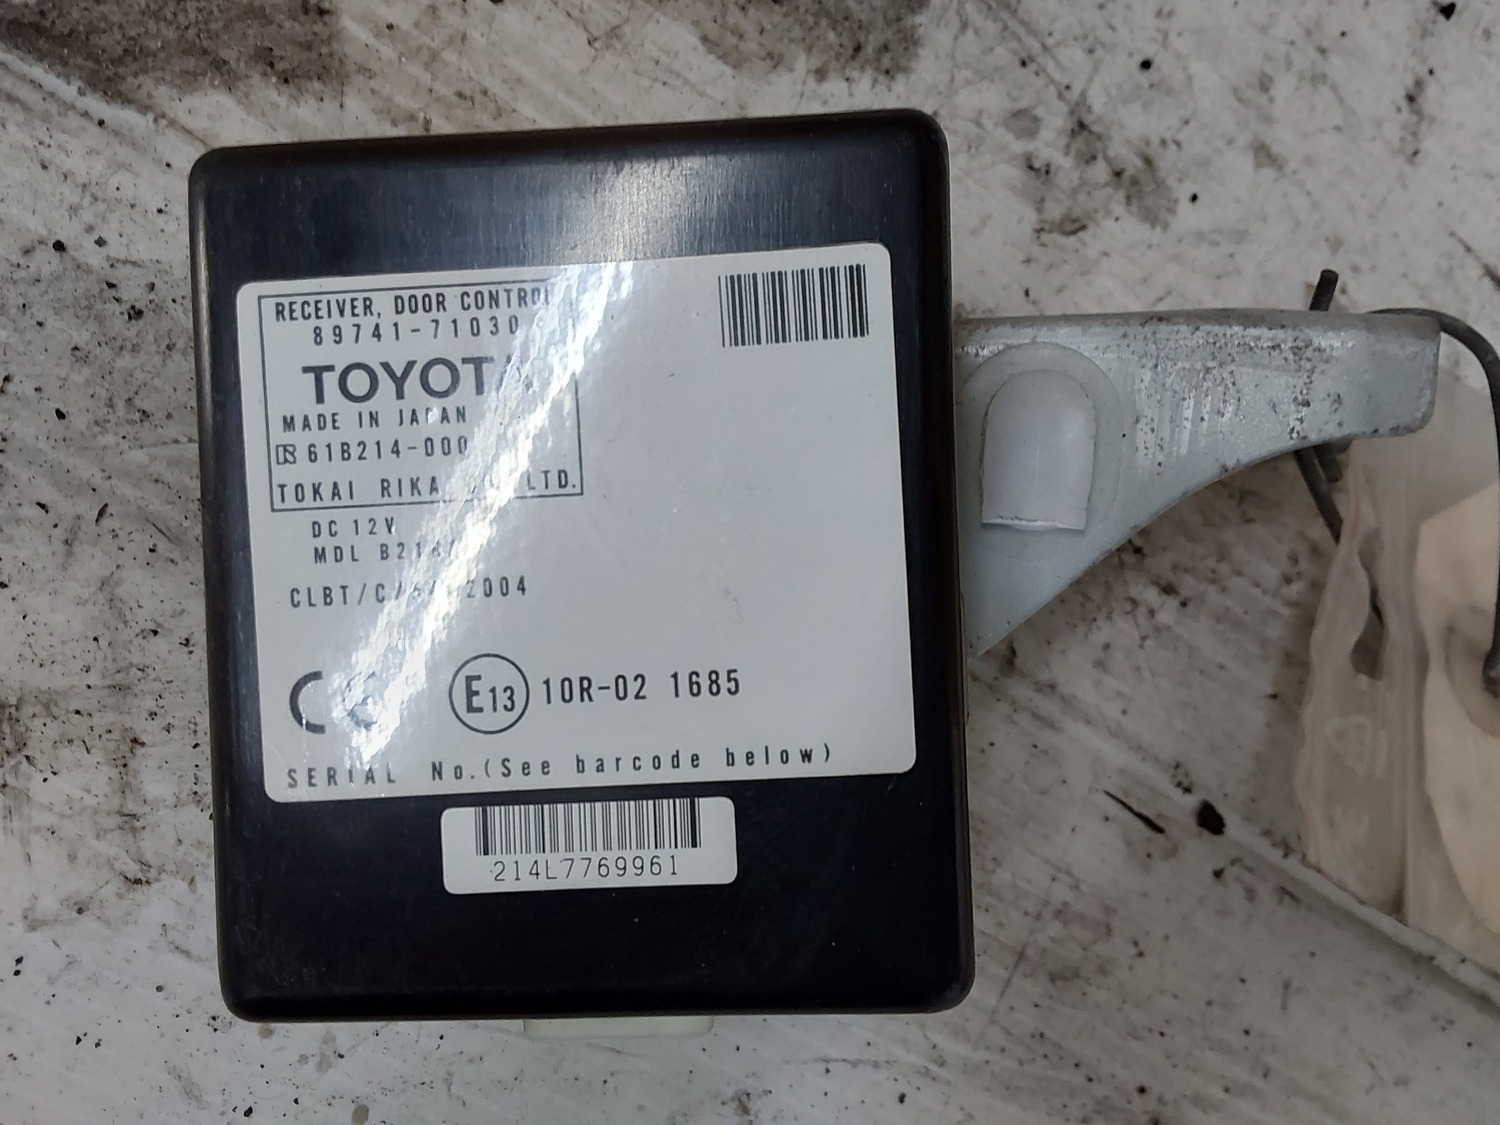 RECEIVER, DOOR CONTROL
89741-71030
TOYOTA
MADE IN JAPAN
61B214-000
TOKAI RIKA LTD.
DC 12V
MDL
2004
CE
E13 10R-02 1685
SERIAL No.(See barcode below)
214L7769961